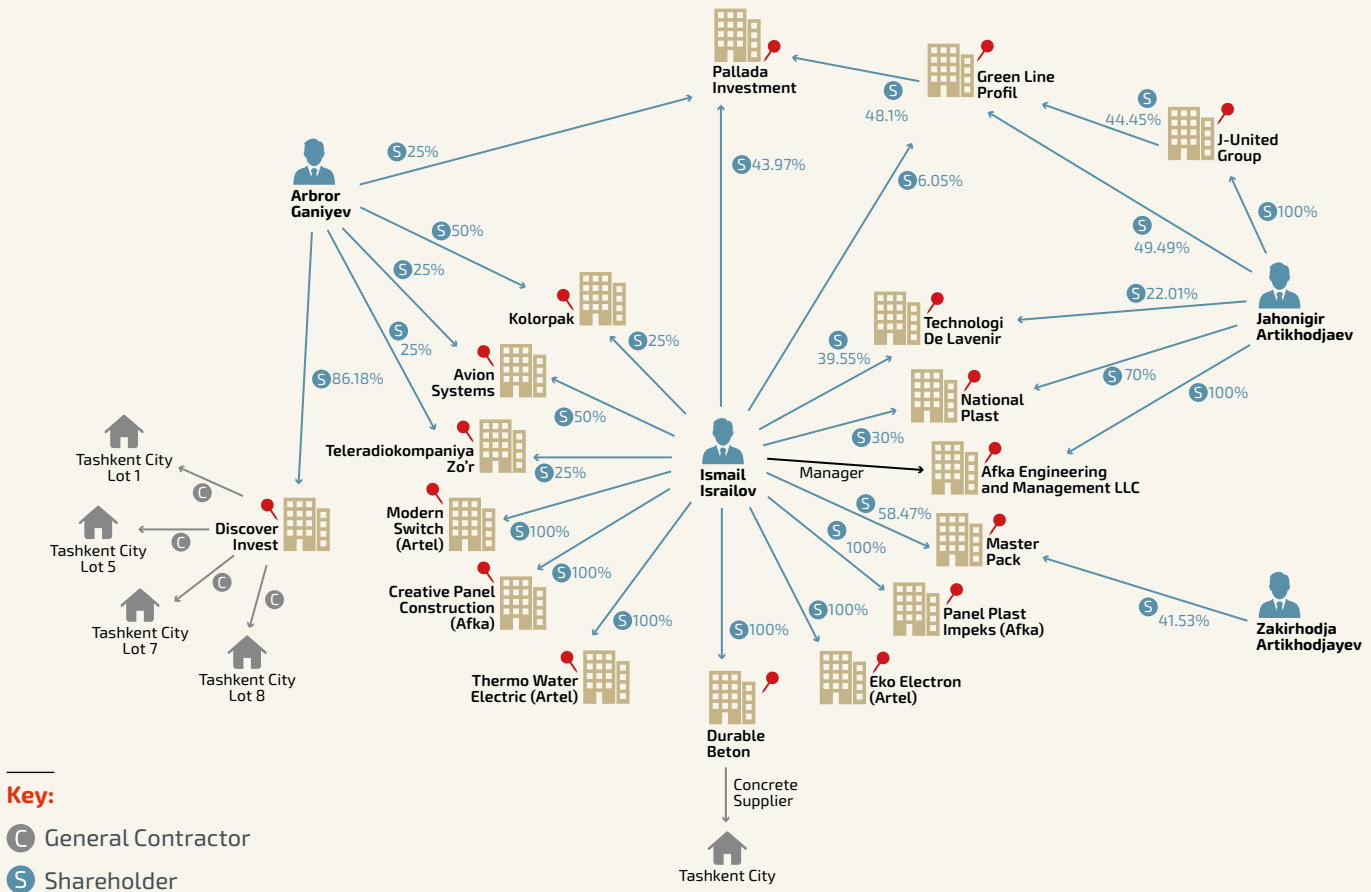 Pallada
Investment
Green Line
Profil
S
48.1%
S
44.45%
J-United
Group
S 25%
S 43.97%
S 6.05%
Arbror
Ganiyev
S 100%
S
49.49%
S 50%
S 25%
Kolorpak
S 22.01%
Jahonigir
Artikhodjaev
Technologi
De Lavenir
S
25%
S 25%
S
39.55%
Avion
Systems
S 86.18%
S 70%
S 100%
National
Plast
S 50%
S 30%
Teleradiokompaniya
Zo'r
S 25%
Ismail
Israilov
Manager
Afka Engineering
and Management LLC
Tashkent City
Lot 1
C
Modern
Switch
(Artel)
S 100%
S
58.47%
Discover
Invest
Tashkent City
Lot 5
C
S
100%
Master
Pack
Creative Panel
Construction
(Afka)
S 100%
C
C
Tashkent City
Lot 7
S 100%
S 100%
S 100%
Panel Plast
Impeks (Afka)
S
41.53%
Zakirhodja
Artikhodjayev
Tashkent City
Lot 8
Thermo Water
Electric (Artel)
Eko Electron
(Artel)
Durable
Beton
Concrete
Supplier
Tashkent City
Key:
C General Contractor
S Shareholder